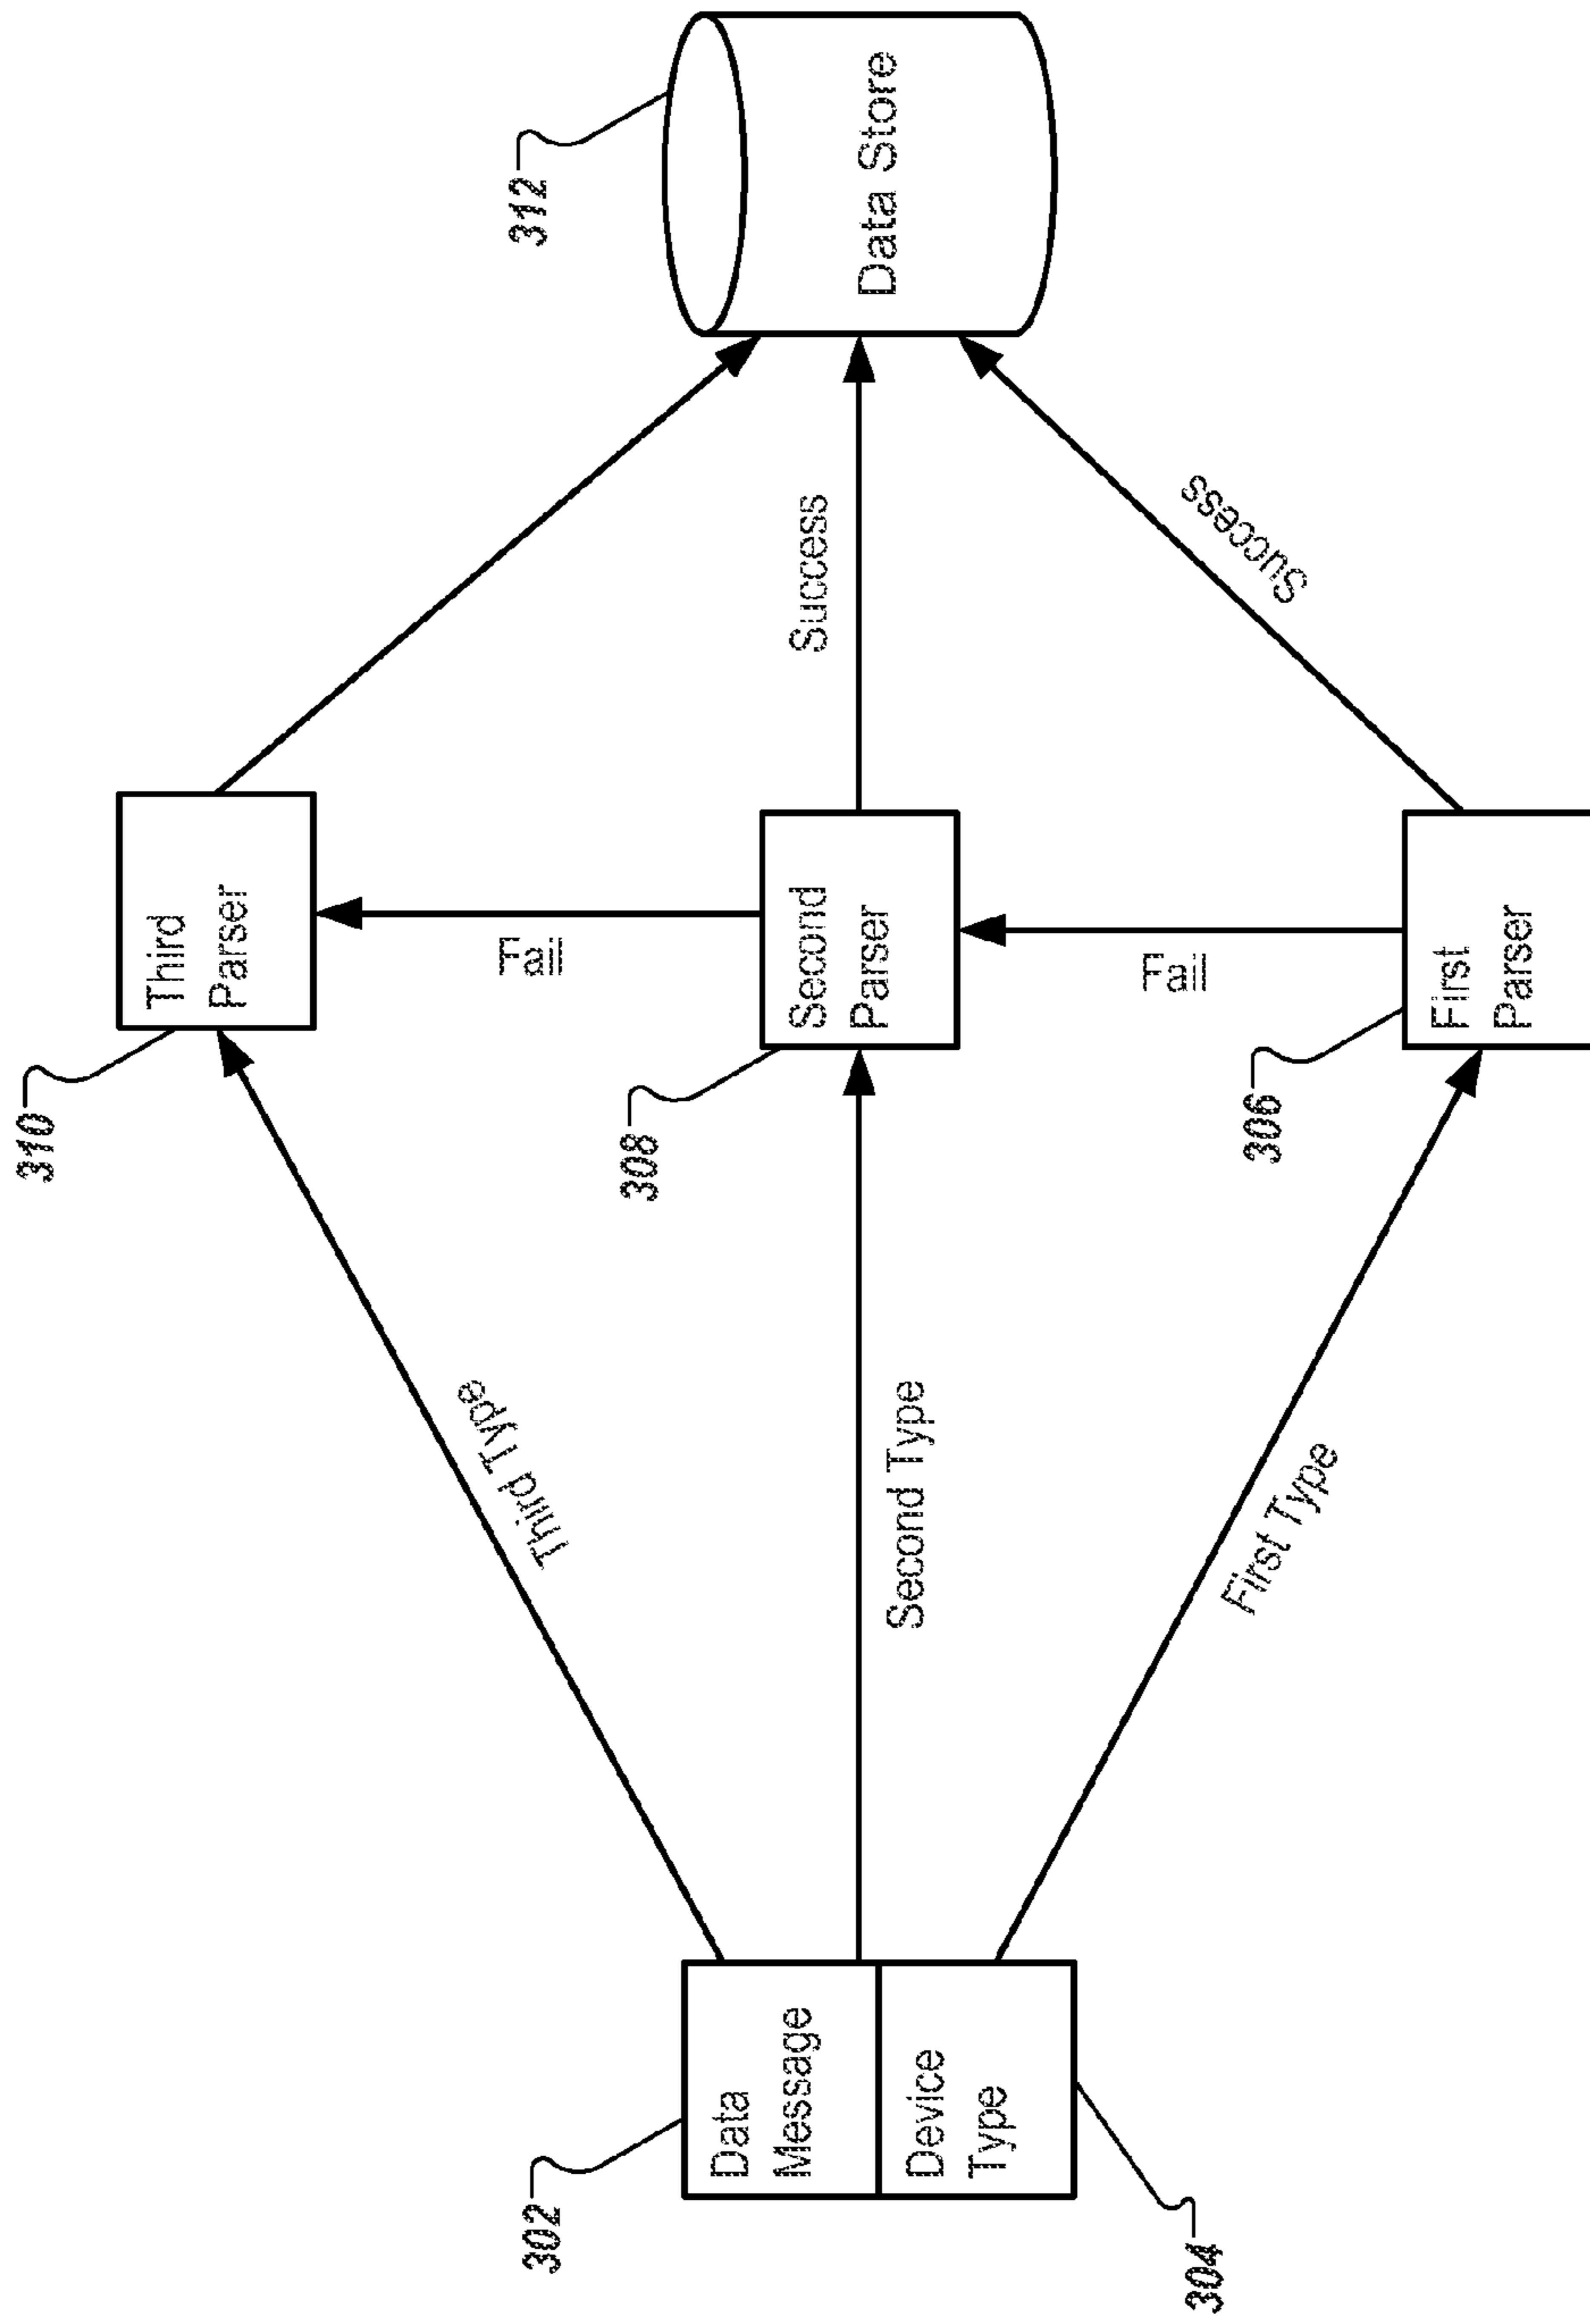 310
Third
Parser
Third Type
Fail
312
Data Store
302
Data
Message
308
Second
Parser
Success
Second Type
304
Device
Type
Fail
306
First
Parser
First Type
Success